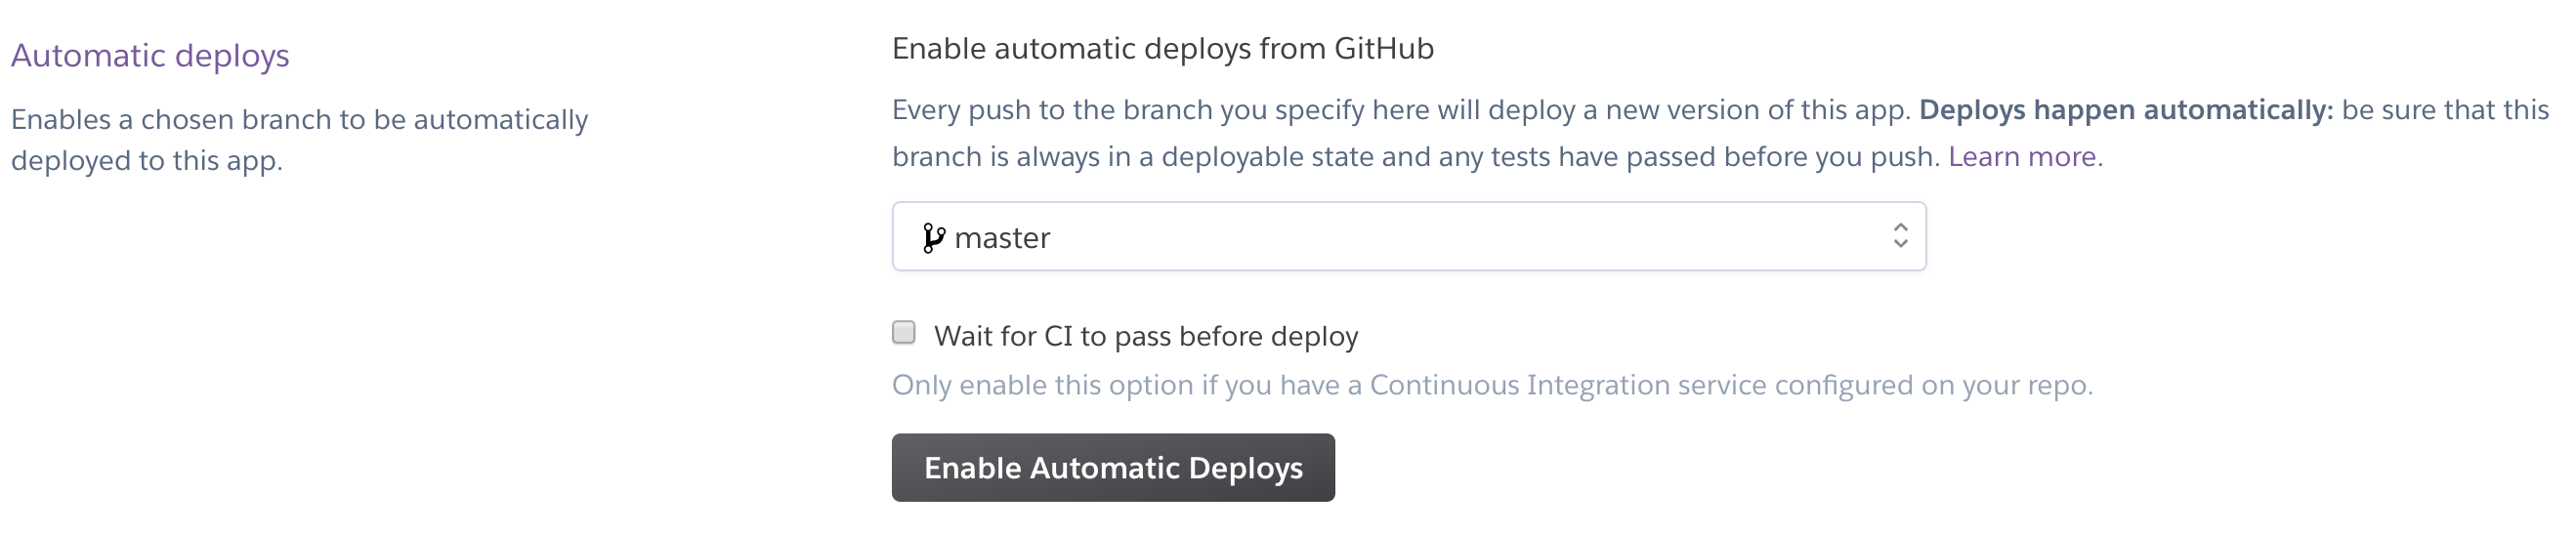 Automatic deploys
Enables a chosen branch to be automatically
deployed to this app.
Enable automatic deploys from GitHub
Every push to the branch you specify here will deploy a new version of this app. Deploys happen automatically: be sure that this
branch is always in a deployable state and any tests have passed before you push. Learn more.
master
Wait for CI to pass before deploy
Only enable this option if you have a Continuous Integration service configured on your repo.
Enable Automatic Deploys